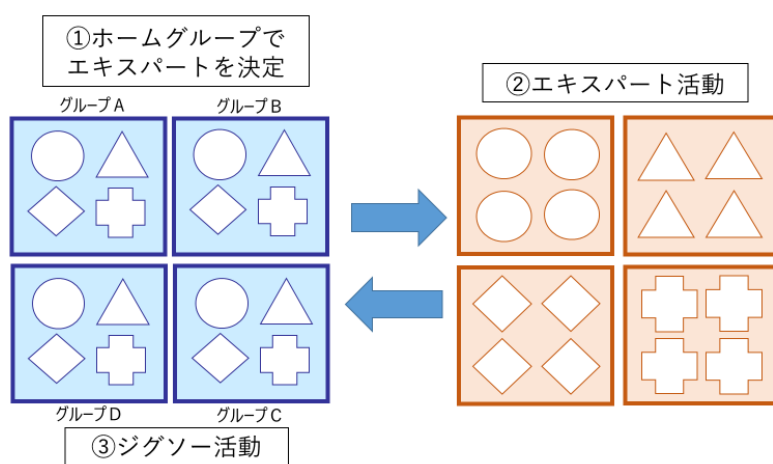 ①ホームグループで
エキスパートを決定
②エキスパート活動
グループA
グループB
グループD
グループC
③ジグソー活動